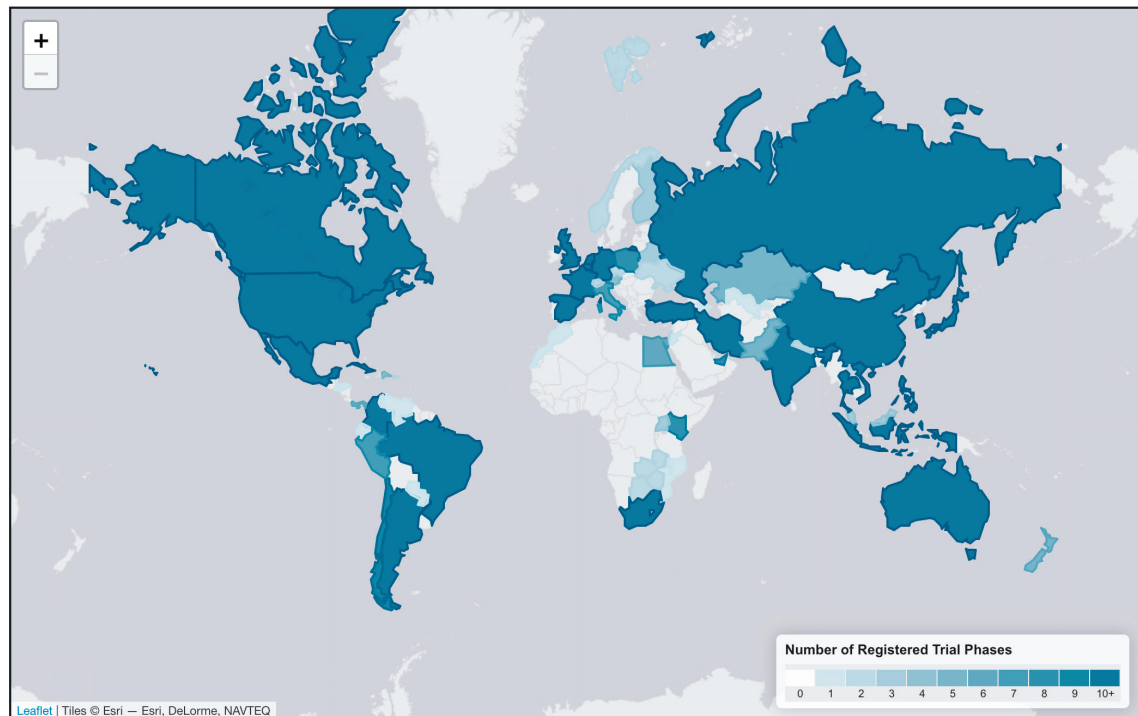 +
−
Number of Registered Trial Phases
0 1 2 3 4 5 6 7 8 9 10+
Leaflet | Tiles © Esri — Esri, DeLorme, NAVTEQ